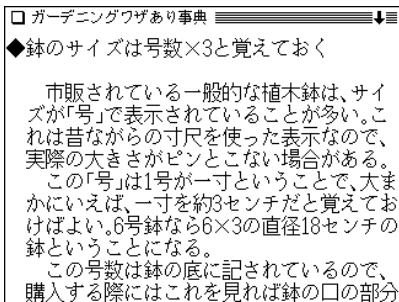 □ ガーデニングワザあり事典
◆鉢のサイズは号数×3と覚えておく
市販されている一般的な植木鉢は、サイ
ズが「号」で表示されていることが多い。こ
れは昔ながらの寸尺を使った表示なので、
実際の大きさがピンとこない場合がある。
この「号」は1号が一寸ということで、大ま
かにいえば、一寸を約3センチだと覚えてお
けばよい。6号鉢なら6×3の直径18センチの
鉢ということになる。
この号数は鉢の底に記されているので、
購入する際にはこれを見れば鉢の口の部分